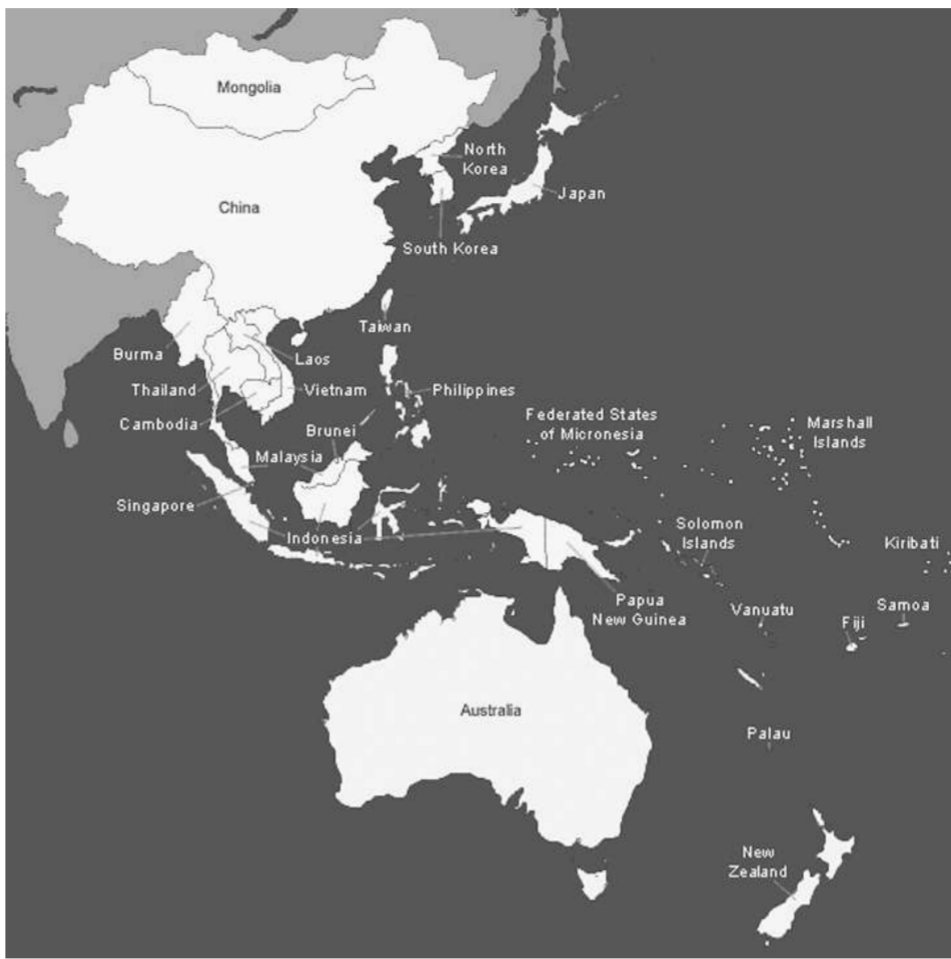 Mongolia
North
Korea
China
Japan
South Korea
Taiwan
Burma
Laos
Thailand
Vietnam
Philippines
Cambodia
Federated States
of Micronesia
Marshall
Islands
Brunei
Malaysia
Singapore
Indonesia
Solomon
Islands
Kiribati
Papua
New Guinea
Vanuatu
Samoa
Fiji
Australia
Palau
New
Zealand